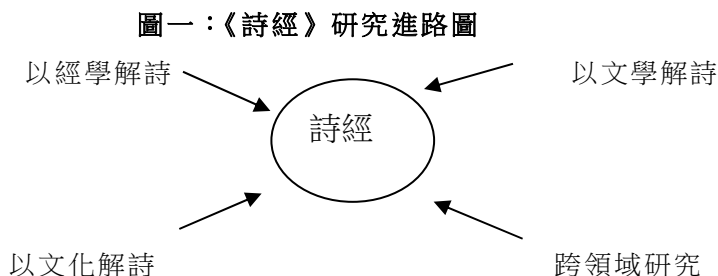 圖一：《詩經》研究進路圖
以經學解詩
以文學解詩
詩經
以文化解詩
跨領域研究